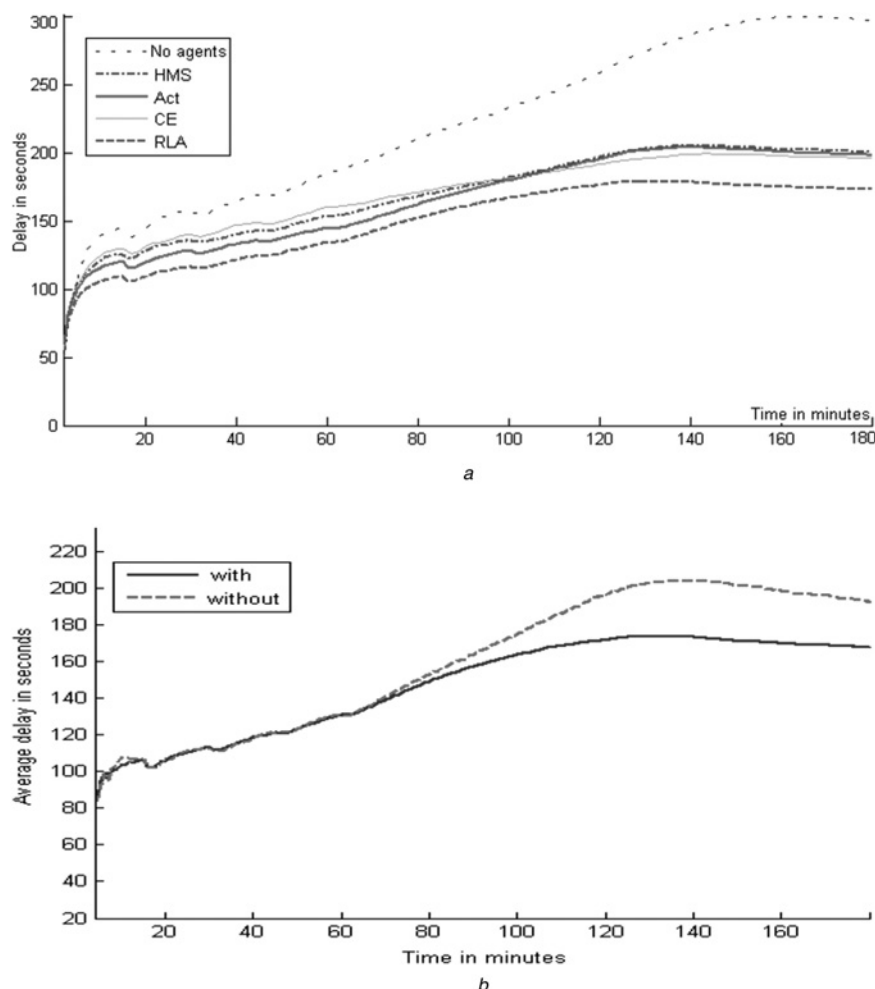 300
250
200
150
100
50
0
Delay in seconds
No agents
HMS
Act
CE
RLA
Time in minutes
20 40 60 80 100 120 140 160 180
a
220
200
180
160
140
120
100
80
60
40
20
Average delay in seconds
with
without
20 40 60 80 100 120 140 160
Time in minutes
b